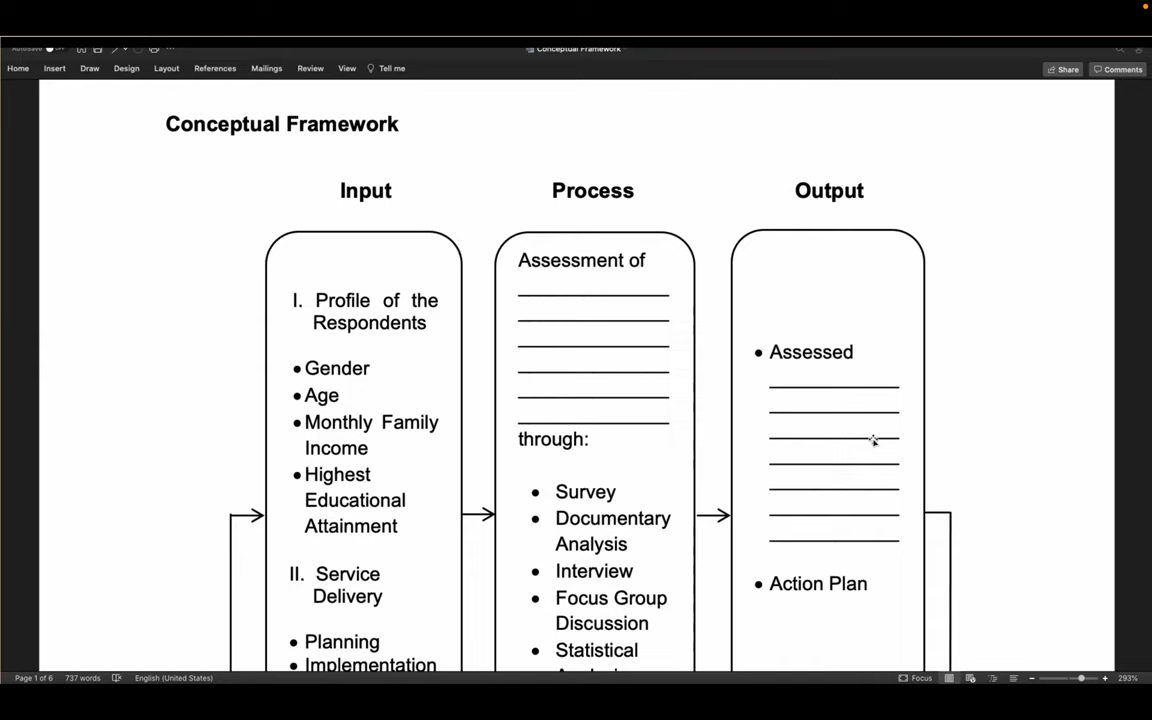 AutoSave OFF
Conceptual Framework
Home Insert Draw Design Layout References Mailings Review View Tell me Share Comments
Conceptual Framework
Input
I. Profile of the
Respondents
• Gender
• Age
• Monthly Family
Income
• Highest
Educational
Attainment
II. Service
Delivery
• Planning
• Implementation
Process
Assessment of
through:
• Survey
• Documentary
Analysis
• Interview
• Focus Group
Discussion
• Statistical
Output
• Assessed
• Action Plan
Page 1 of 6 737 words English (United States) Focus 293%